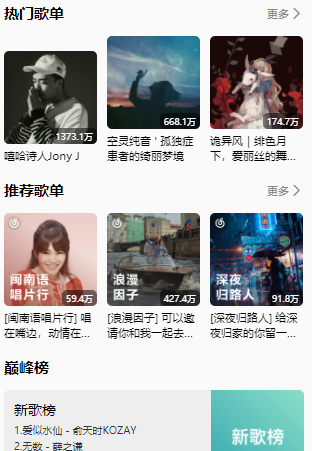 热门歌单 更多
1373.1万 668.1万 174.7万
嘻哈诗人Jony J 空灵纯音‘孤独症 诡异风｜绯色月
患者的绮丽梦境 下，爱丽丝的舞...
推荐歌单 更多
闽南语 浪漫 深夜
唱片行 因子 归路人
59.4万 427.4万 91.8万
[闽南语唱片行] 唱 [浪漫因子] 可以邀 [深夜归路人] 给深
在嘴边，动情在... 请你和我一起去... 夜归家的你留一...
巅峰榜
新歌榜
1.爱似水仙 - 俞天时KOZAY
新歌榜
2.无数 - 薛之谦